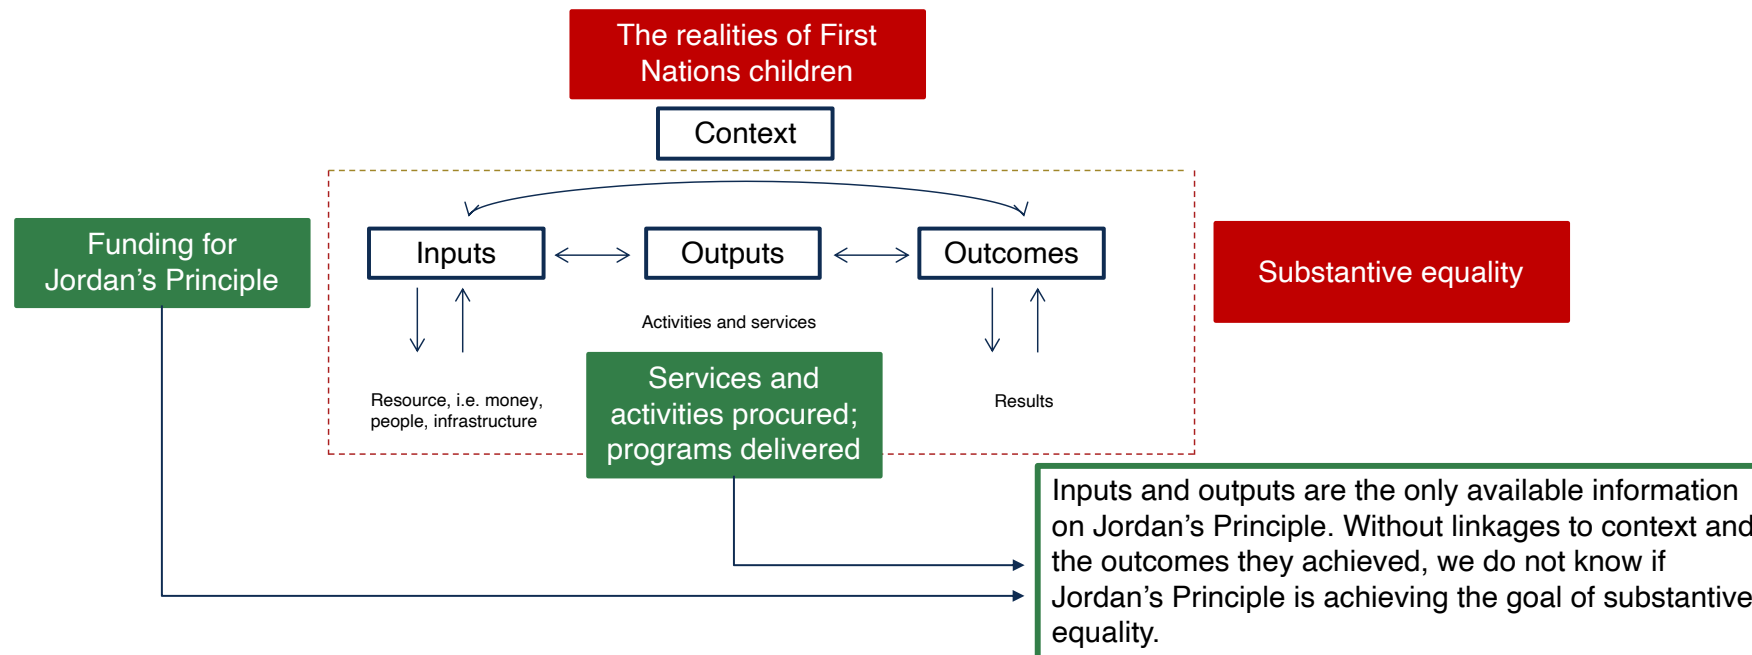 The realities of First
Nations children
Context
Funding for
Jordan’s Principle
Inputs
Outputs
Outcomes
Substantive equality
Activities and services
Resource, i.e. money,
people, infrastructure
Services and
activities procured;
programs delivered
Results
Inputs and outputs are the only available information
on Jordan’s Principle. Without linkages to context and
the outcomes they achieved, we do not know if
Jordan’s Principle is achieving the goal of substantive
equality.